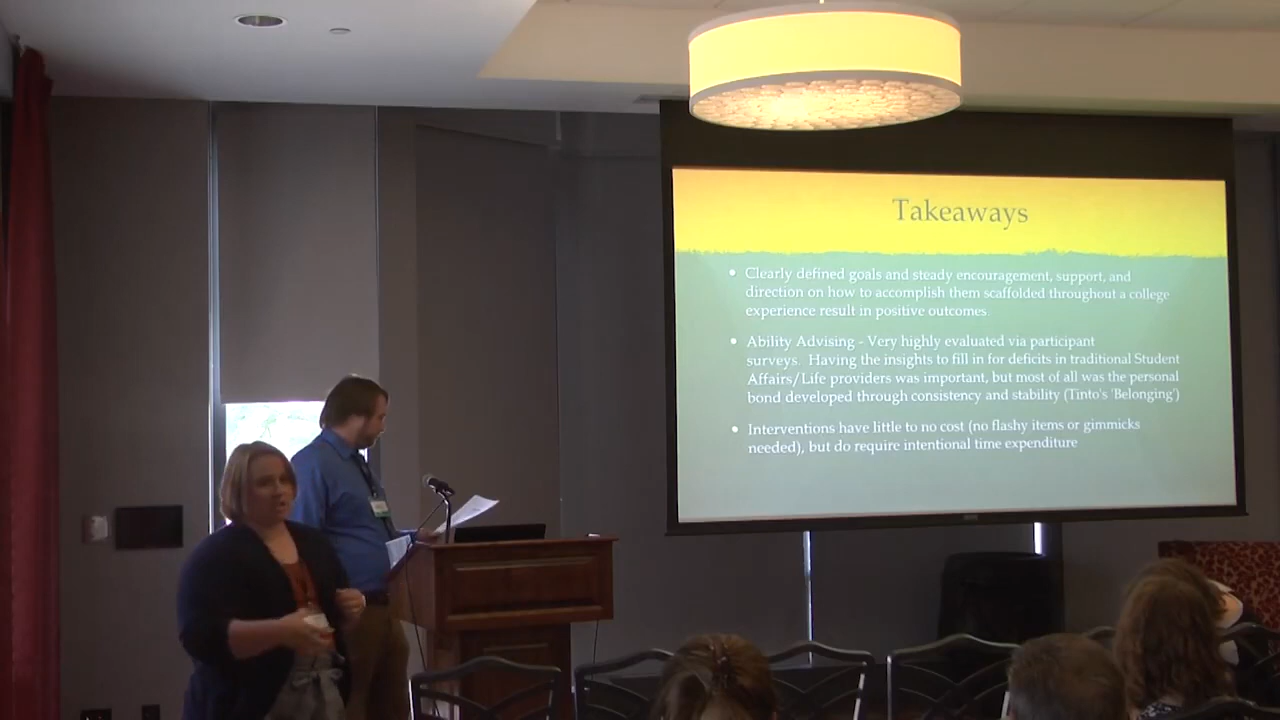 Takeaways
• Clearly defined goals and steady encouragement, support, and
direction on how to accomplish them scaffolded throughout a college
experience result in positive outcomes.
• Ability Advising - Very highly evaluated via participant
surveys. Having the insights to fill in for deficits in traditional Student
Affairs/Life providers was important, but most of all was the personal
bond developed through consistency and stability (Tinto's 'Belonging')
• Interventions have little to no cost (no flashy items or gimmicks
needed), but do require intentional time expenditure